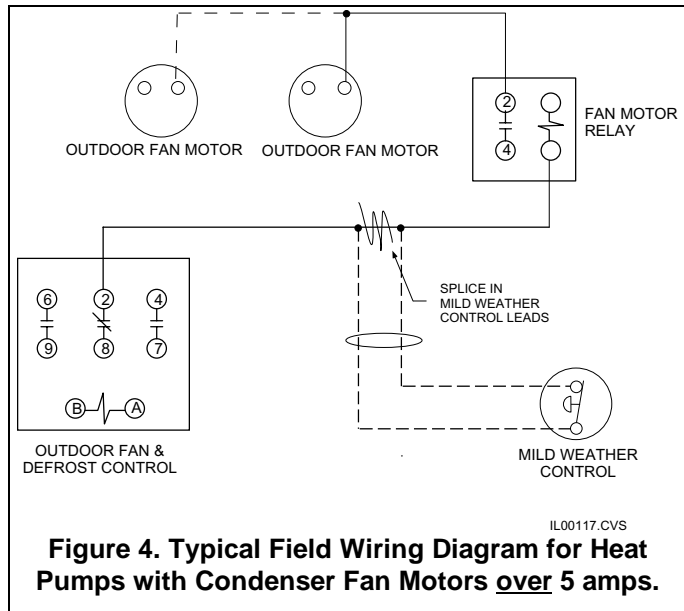 OUTDOOR FAN MOTOR
OUTDOOR FAN MOTOR
2
4
FAN MOTOR
RELAY
SPLICE IN
MILD WEATHER
CONTROL LEADS
6 2 4
9 8 7
B A
OUTDOOR FAN &
DEFROST CONTROL
MILD WEATHER
CONTROL
IL00117.CVS
Figure 4. Typical Field Wiring Diagram for Heat
Pumps with Condenser Fan Motors over 5 amps.